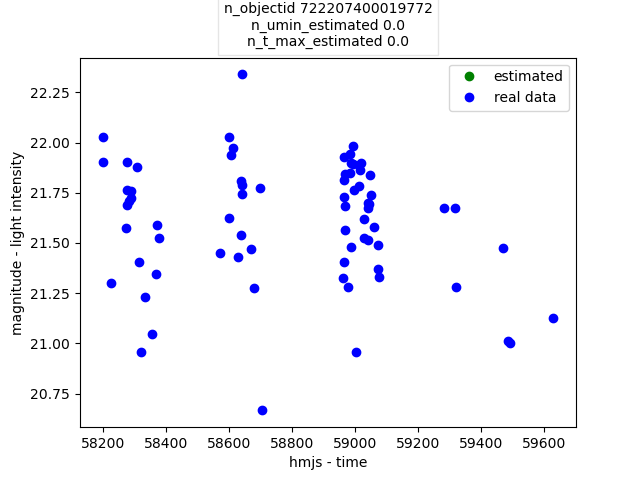 n_objectid 722207400019772
n_umin_estimated 0.0
n_t_max_estimated 0.0
estimated
real data
magnitude - light intensity
22.25
22.00
21.75
21.50
21.25
21.00
20.75
58200 58400 58600 58800 59000 59200 59400 59600
hmjs - time